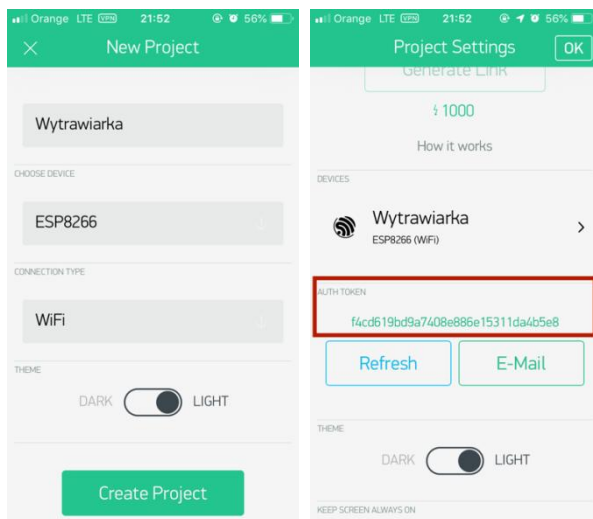 Orange LTE VPN 21:52 56%
New Project
Wytrawiarka
CHOOSE DEVICE
ESP8266
CONNECTION TYPE
WiFi
THEME
DARK LIGHT
Create Project
Orange LTE VPN 21:52 56%
Project Settings OK
Generate Link
1000
How it works
DEVICES
Wytrawiarka
ESP8266 (WiFi)
AUTH TOKEN
f4cd619bd9a7408e886e15311da4b5e8
Refresh E-Mail
THEME
DARK LIGHT
KEEP SCREEN ALWAYS ON